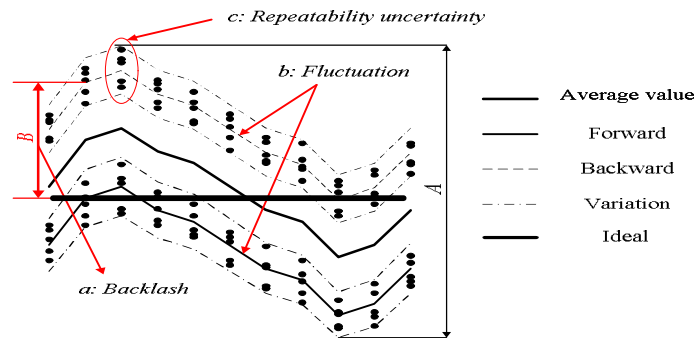 c: Repeatability uncertainty
b: Fluctuation
B
A
a: Backlash
Average value
Forward
Backward
Variation
Ideal